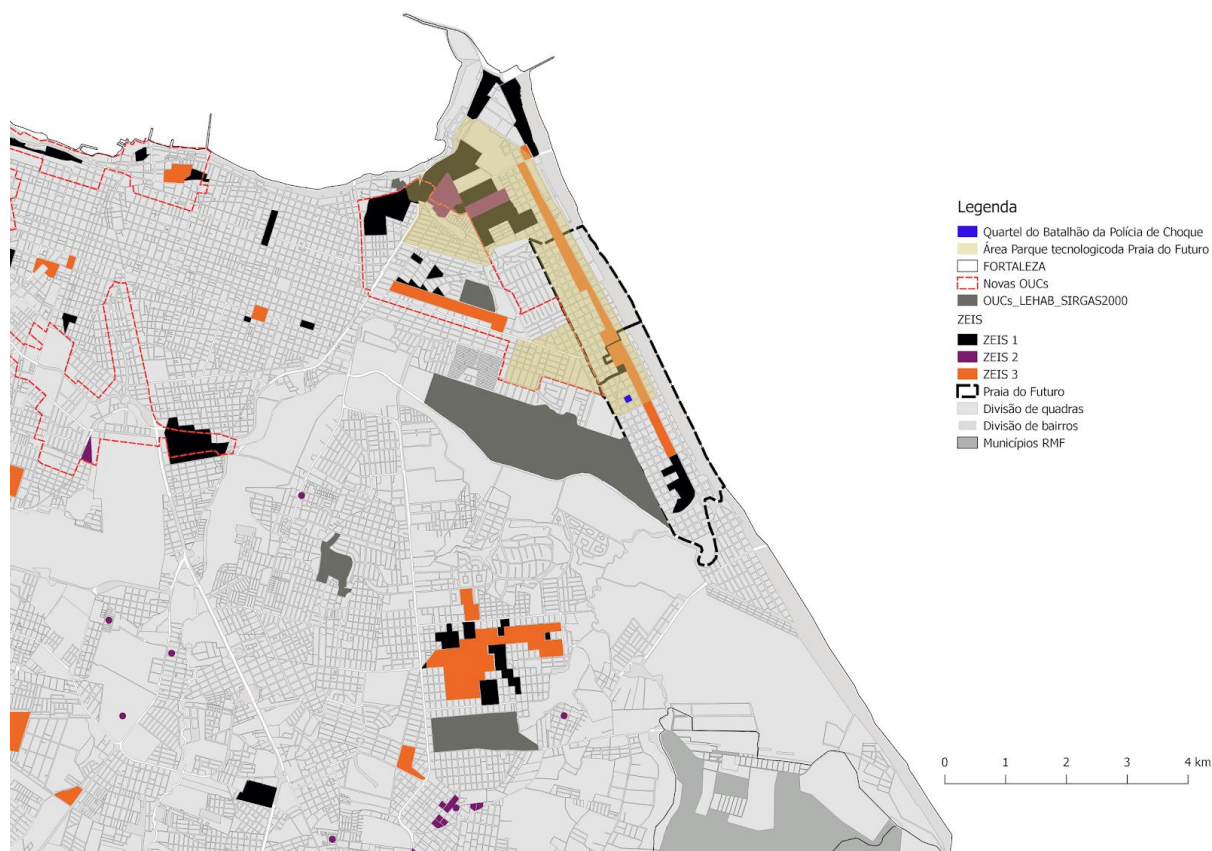 Legenda
Quartel do Batalhão da Polícia de Choque
Área Parque tecnologicoda Praia do Futuro
FORTALEZA
Novas OUCs
OUCs_LEHAB_SIRGAS2000
ZEIS
ZEIS 1
ZEIS 2
ZEIS 3
Praia do Futuro
Divisão de quadras
Divisão de bairros
Municípios RMF
0 1 2 3 4 km